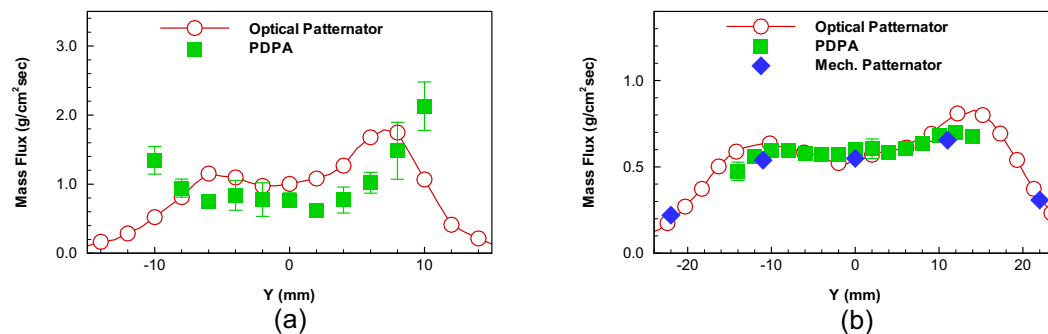 Optical Patternator
PDPA
3.0
2.0
1.0
0.0
Mass Flux (g/cm²sec)
-10
0
10
Y (mm)
(a)
Optical Patternator
PDPA
Mech. Patternator
1.0
0.5
0.0
Mass Flux (g/cm²sec)
-20
-10
0
10
20
Y (mm)
(b)